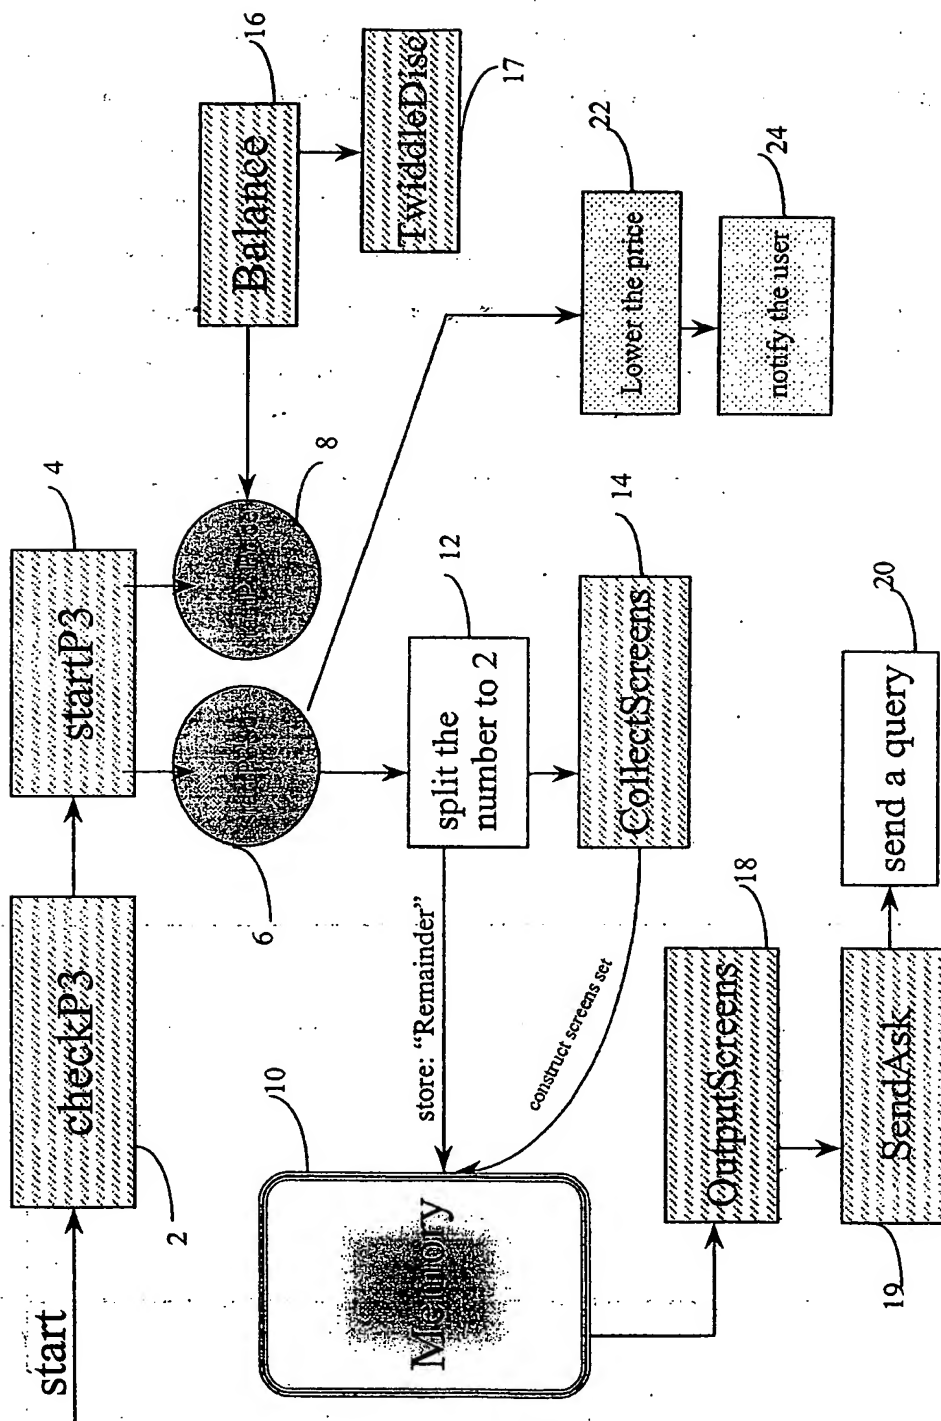 start
checkP3
startP3
4
2
16
Balance
6
8
10
TwiddleDisc
17
Memory
store: "Remainder"
split the
number to 2
12
construct screens set
CollectScreens
14
22
Lower the price
OutputScreens
18
24
notify the user
SendAsk
19
send a query
20